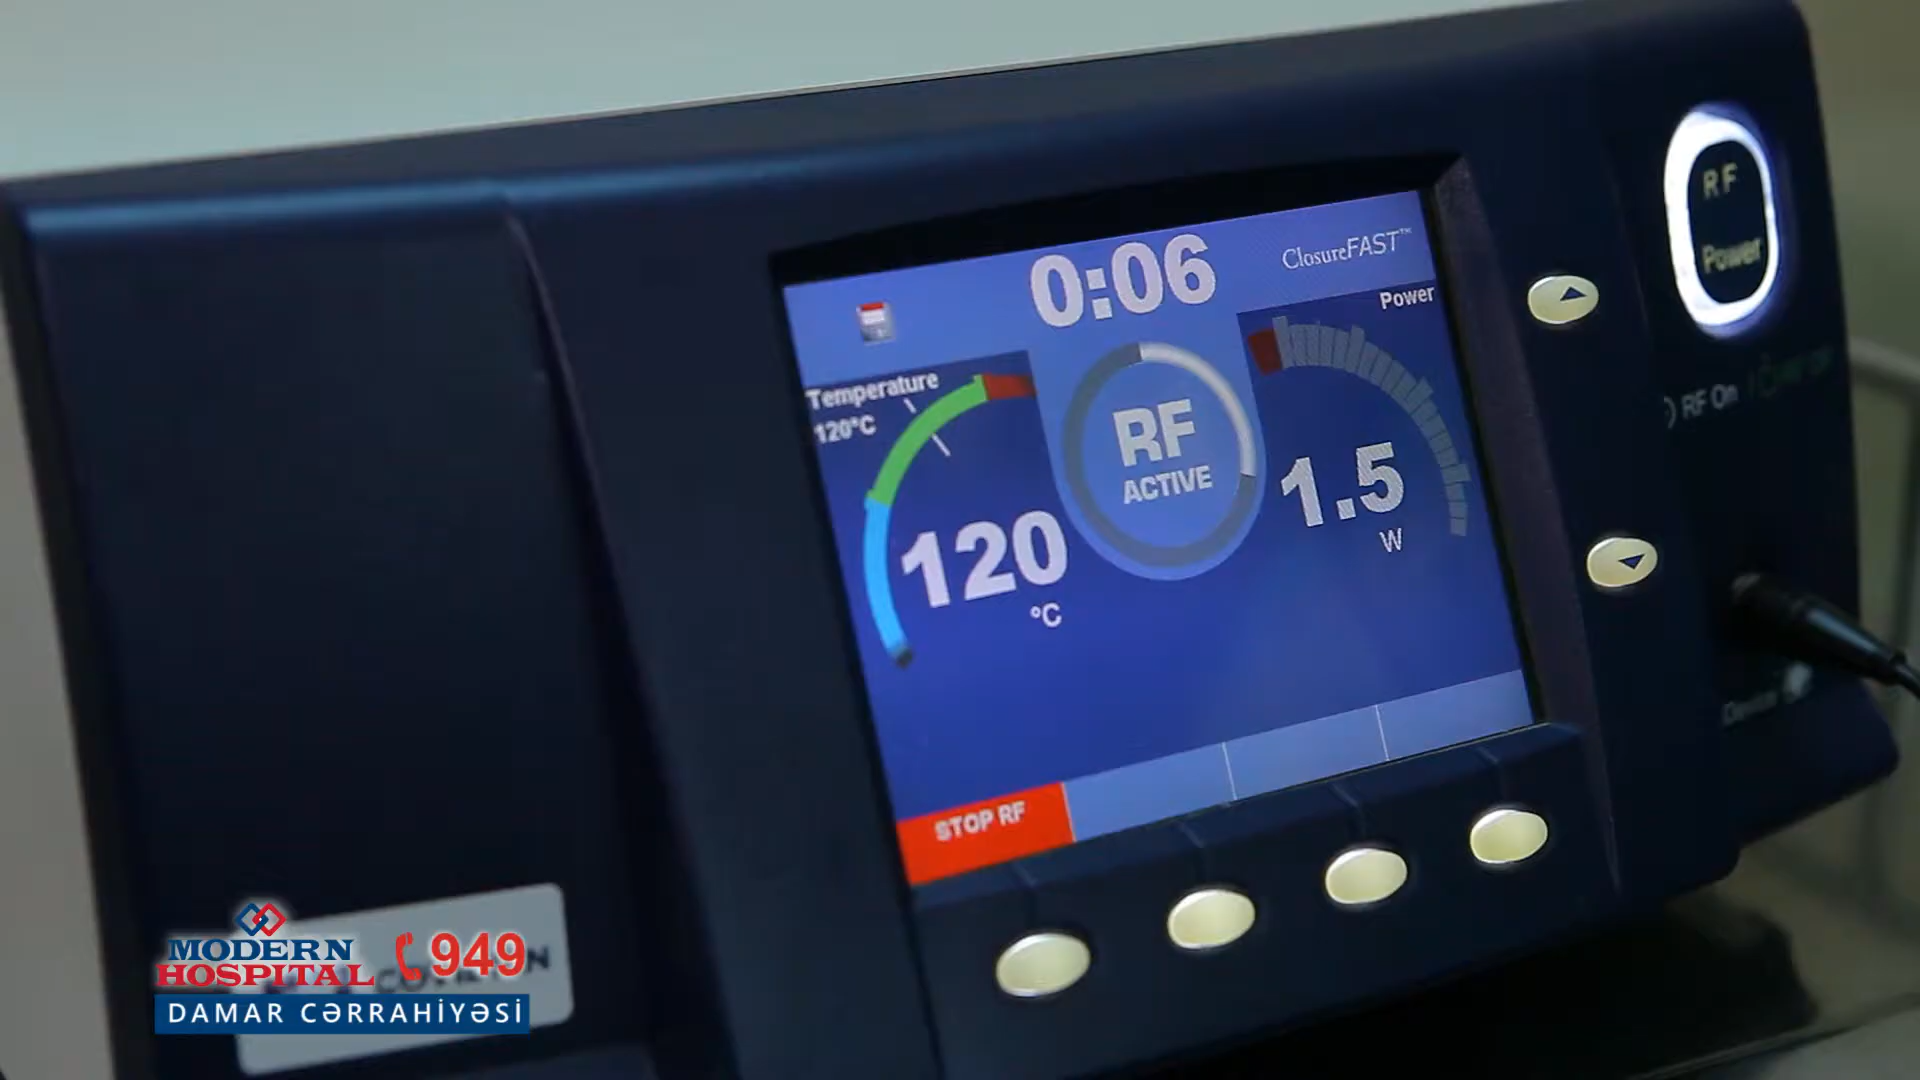 0:06
ClosureFAST™
Power
Temperature
120°C
RF
ACTIVE
120
°C
1.5
W
STOP RF
RF
Power
RF On
MODERN
HOSPITAL
949
DAMAR CƏRRAHİYƏSİ